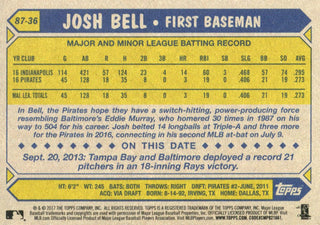 87-36
JOSH BELL • FIRST BASEMAN
MAJOR AND MINOR LEAGUE BATTING RECORD
YR CLUB G AB R H 2B 3B HR RBI SB SLG BB SO AVG
16 INDIANAPOLIS 114 421 57 124 23 4 14 60 3 .468 57 74 .295
16 PIRATES 45 128 18 35 8 0 3 19 0 .406 21 19 .273
MAJ. LEA. TOTALS 45 128 18 35 8 0 3 19 0 .406 21 19 .273
In Bell, the Pirates hope they have a switch-hitting, power-producing force
resembling Baltimore's Eddie Murray, who homered 30 times in 1987 on his
way to 504 for his career. Josh belted 14 longballs at Triple-A and three more
for the Pirates in 2016, connecting in his second MLB at-bat on July 9.
• ON THIS DATE
Sept. 20, 2013: Tampa Bay and Baltimore deployed a record 21
pitchers in an 18-inning Rays victory.
HT: 6'2" WT: 245 BATS: BOTH THROWS: RIGHT DRAFT: PIRATES #2-JUNE, 2011
ACQ: VIA DRAFT BORN: 8-14-92, IRVING, TX HOME: DALLAS, TX
Topps